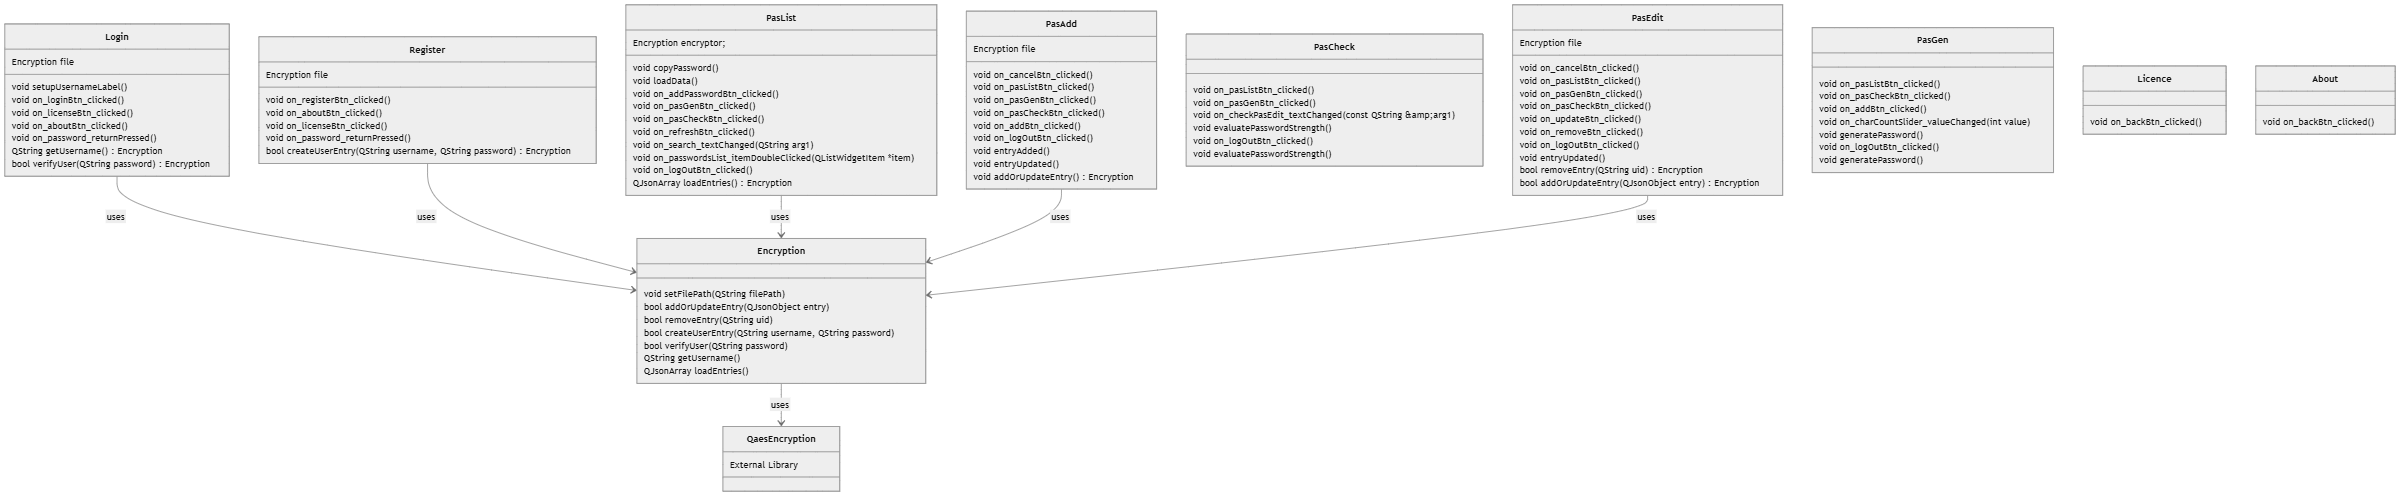 Login
Encryption file
void setupUsernameLabel()
void on_loginBtn_clicked()
void on_licenseBtn_clicked()
void on_aboutBtn_clicked()
void on_password_returnPressed()
QString getUsername() : Encryption
bool verifyUser(QString password) : Encryption
Register
Encryption file
void on_registerBtn_clicked()
void on_aboutBtn_clicked()
void on_licenseBtn_clicked()
void on_password_returnPressed()
bool createUserEntry(QString username, QString password) : Encryption
PasList
Encryption encryptor;
void copyPassword()
void loadData()
void on_addPasswordBtn_clicked()
void on_pasGenBtn_clicked()
void on_pasCheckBtn_clicked()
void on_refreshBtn_clicked()
void on_search_textChanged(QString arg1)
void on_passwordsList_itemDoubleClicked(QListWidgetItem *item)
void on_logOutBtn_clicked()
QJsonArray loadEntries() : Encryption
PasAdd
Encryption file
void on_cancelBtn_clicked()
void on_pasListBtn_clicked()
void on_pasGenBtn_clicked()
void on_pasCheckBtn_clicked()
void on_addBtn_clicked()
void on_logOutBtn_clicked()
void entryAdded()
void entryUpdated()
void addOrUpdateEntry() : Encryption
PasCheck
void on_pasListBtn_clicked()
void on_pasGenBtn_clicked()
void on_checkPasEdit_textChanged(const QString &amp;arg1)
void evaluatePasswordStrength()
void on_logOutBtn_clicked()
void evaluatePasswordStrength()
PasEdit
Encryption file
void on_cancelBtn_clicked()
void on_pasListBtn_clicked()
void on_pasGenBtn_clicked()
void on_pasCheckBtn_clicked()
void on_updateBtn_clicked()
void on_removeBtn_clicked()
void on_logOutBtn_clicked()
void entryUpdated()
bool removeEntry(QString uid) : Encryption
bool addOrUpdateEntry(QJsonObject entry) : Encryption
PasGen
void on_pasListBtn_clicked()
void on_pasCheckBtn_clicked()
void on_addBtn_clicked()
void on_charCountSlider_valueChanged(int value)
void generatePassword()
void on_logOutBtn_clicked()
void generatePassword()
Licence
void on_backBtn_clicked()
About
void on_backBtn_clicked()
uses
uses
uses
uses
uses
Encryption
void setFilePath(QString filePath)
bool addOrUpdateEntry(QJsonObject entry)
bool removeEntry(QString uid)
bool createUserEntry(QString username, QString password)
bool verifyUser(QString password)
QString getUsername()
QJsonArray loadEntries()
uses
QaesEncryption
External Library